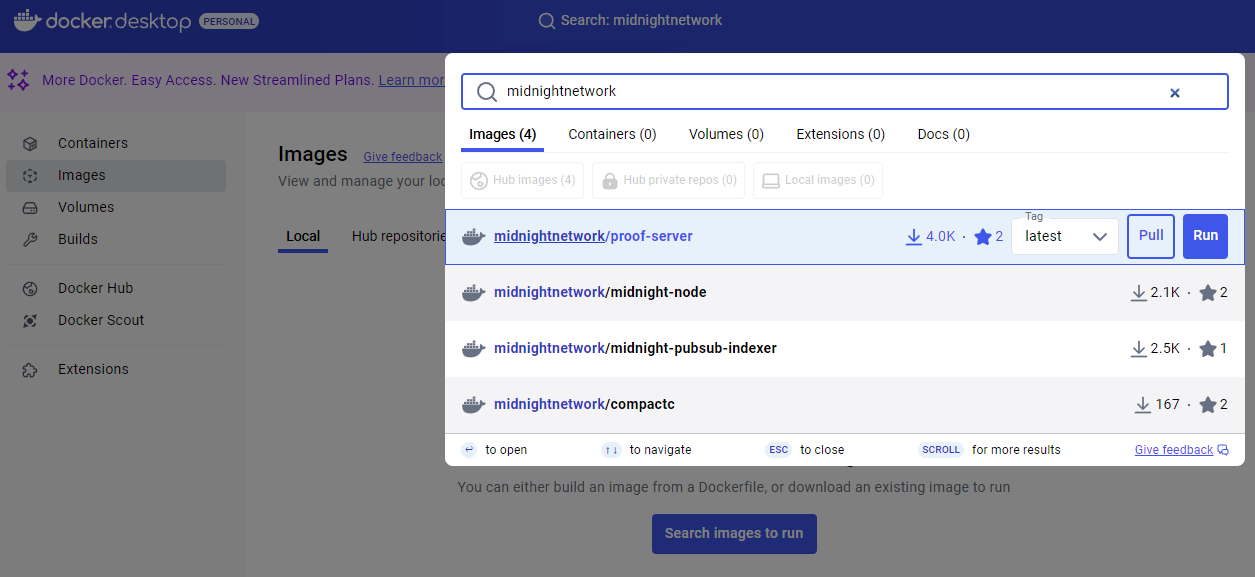 docker.desktop PERSONAL
Search: midnightnetwork
More Docker. Easy Access. New Streamlined Plans. Learn mor
Containers
Images
Volumes
Builds
Docker Hub
Docker Scout
Extensions
Images Give feedback
View and manage your loc
Local Hub repositorie
midnightnetwork
Images (4) Containers (0) Volumes (0) Extensions (0) Docs (0)
Hub images (4) Hub private repos (0) Local images (0)
midnightnetwork/proof-server 4.0K · 2 Tag latest Pull Run
midnightnetwork/midnight-node 2.1K · 2
midnightnetwork/midnight-pubsub-indexer 2.5K · 1
midnightnetwork/compactc 167 · 2
↩ to open ↑↓ to navigate ESC to close SCROLL for more results Give feedback
You can either build an image from a Dockerfile, or download an existing image to run
Search images to run